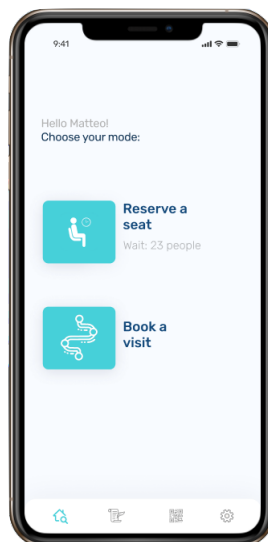 9:41
Hello Matteo!
Choose your mode:
Reserve a
seat
Wait: 23 people
Book a
visit